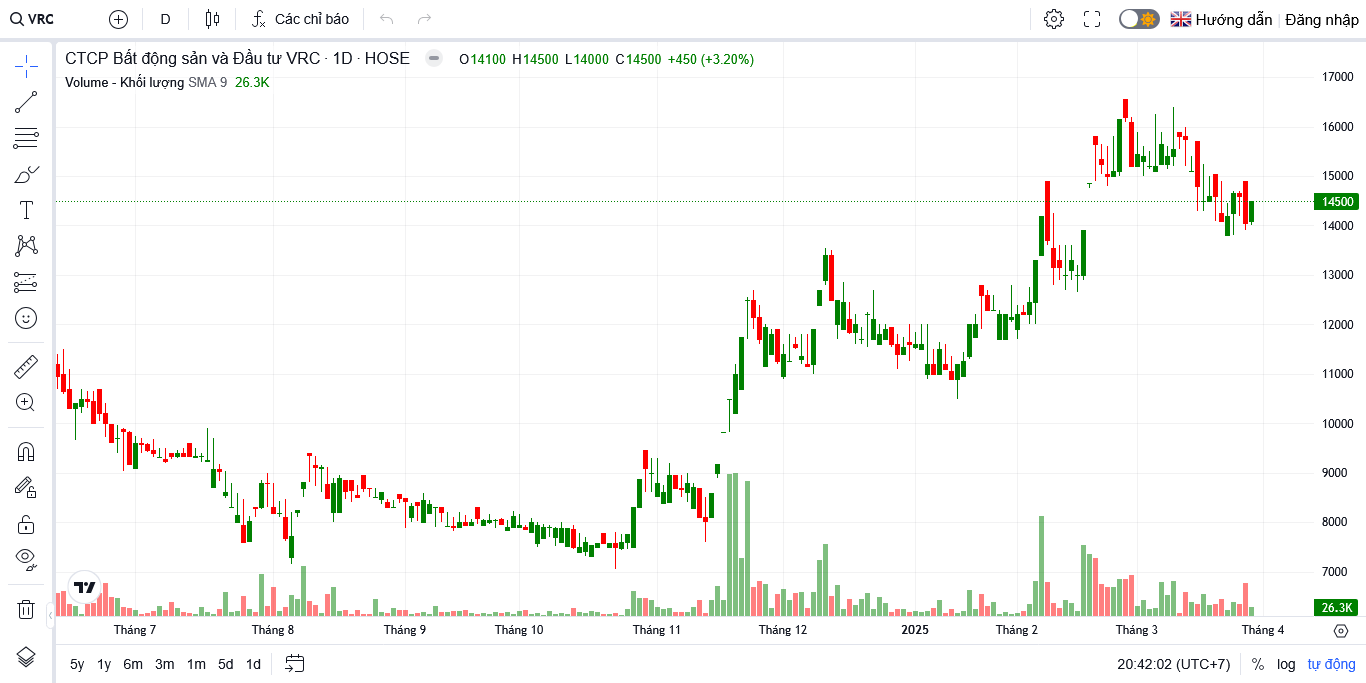 VRC D Các chỉ báo Hướng dẫn Đăng nhập
CTCP Bất động sản và Đầu tư VRC · 1D · HOSE O14100 H14500 L14000 C14500 +450 (+3.20%)
Volume - Khối lượng SMA 9 26.3K
17000
16000
15000
14500
14000
13000
12000
11000
10000
9000
8000
7000
26.3K
Tháng 7 Tháng 8 Tháng 9 Tháng 10 Tháng 11 Tháng 12 2025 Tháng 2 Tháng 3 Tháng 4
5y 1y 6m 3m 1m 5d 1d 20:42:02 (UTC+7) % log tự động